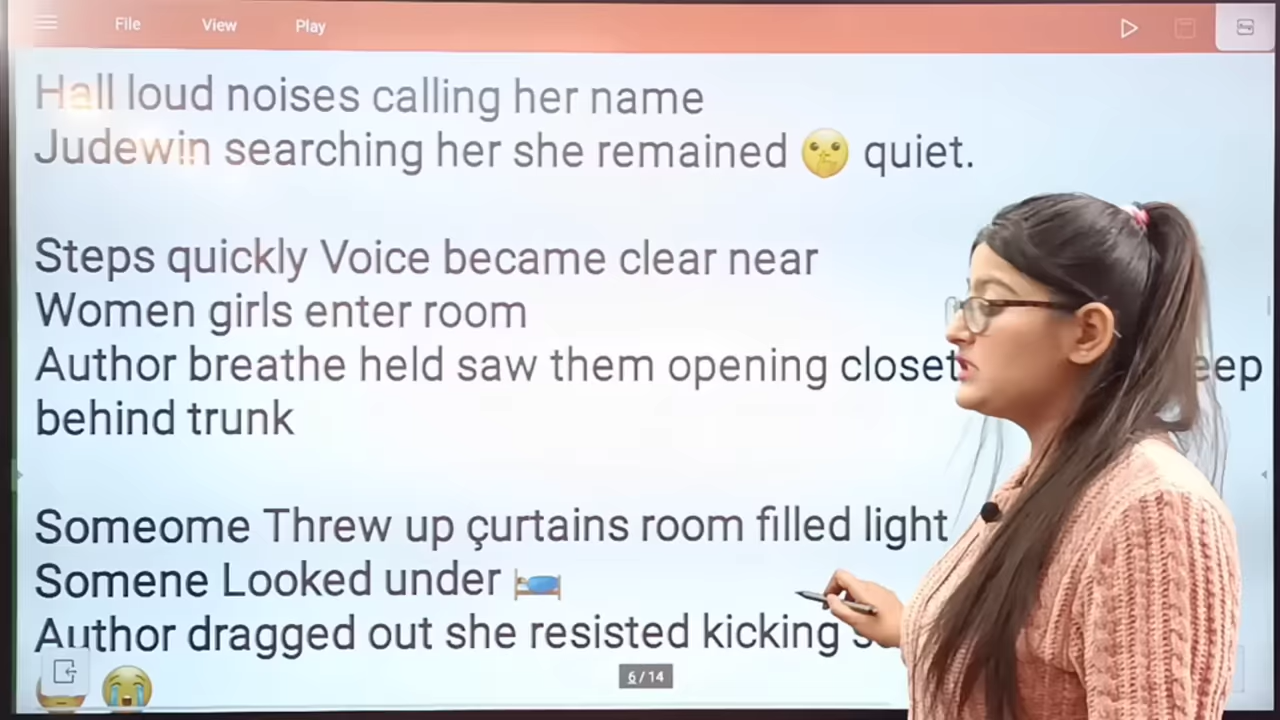 File View Play
Hall loud noises calling her name
Judewin searching her she remained 🤫 quiet.
Steps quickly Voice became clear near
Women girls enter room
Author breathe held saw them opening closet
behind trunk
Someome Threw up çurtains room filled light
Somene Looked under 🛌
Author dragged out she resisted kicking
😭
6 / 14